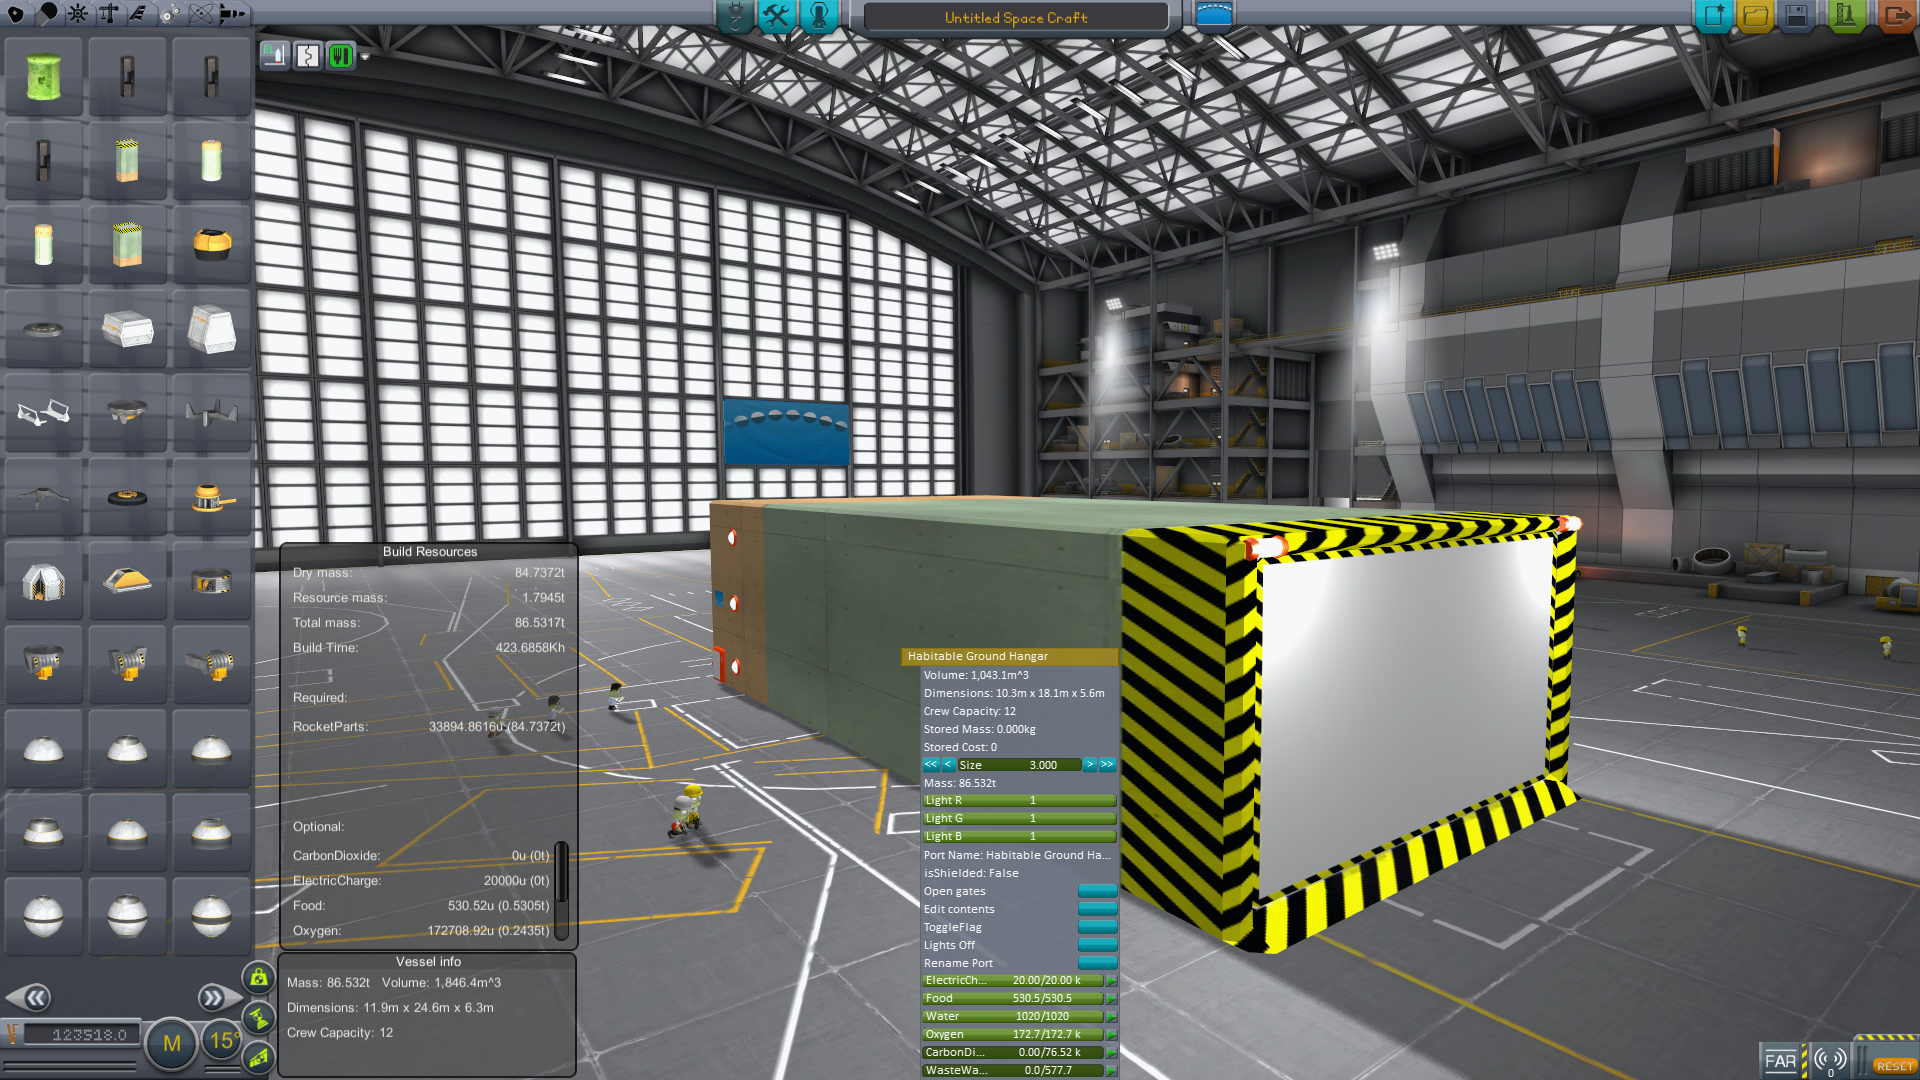 Untitled Space Craft
EL
Build Resources
Dry mass: 84.7372t
Resource mass: 1.7945t
Total mass: 86.5317t
Build Time: 423.6858Kh
Required:
RocketParts: 33894.8616u (84.7372t)
Optional:
CarbonDioxide: 0u (0t)
ElectricCharge: 20000u (0t)
Food: 530.52u (0.5305t)
Oxygen: 172708.92u (0.2435t)
Vessel info
Mass: 86.532t Volume: 1,846.4m^3
Dimensions: 11.9m x 24.6m x 6.3m
Crew Capacity: 12
Habitable Ground Hangar
Volume: 1,043.1m^3
Dimensions: 10.3m x 18.1m x 5.6m
Crew Capacity: 12
Stored Mass: 0.000kg
Stored Cost: 0
<< < Size 3.000 > >>
Mass: 86.532t
Light R 1
Light G 1
Light B 1
Port Name: Habitable Ground Ha...
isShielded: False
Open gates
Edit contents
ToggleFlag
Lights Off
Rename Port
ElectricCh... 20.00/20.00 k
Food 530.5/530.5
Water 1020/1020
Oxygen 172.7/172.7 k
CarbonDi... 0.00/76.52 k
WasteWa... 0.0/577.7
123518.0
M
15°
FAR
0
RESET